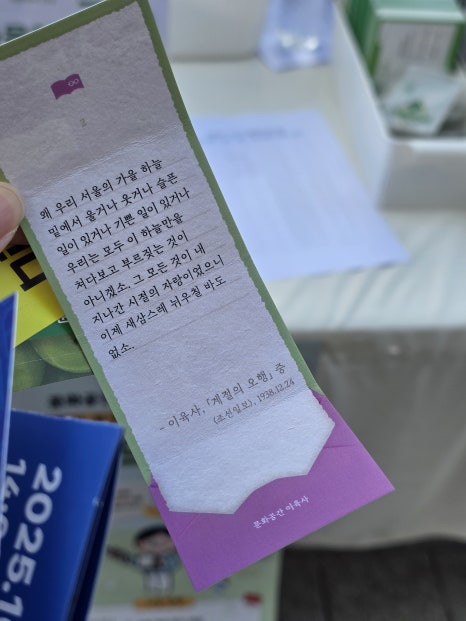 왜 우리 서울의 가을 하늘
밑에서 울거나 웃거나 슬픈
일이 있거나 기쁜 일이 있거나
우리는 모두 이 하늘만을
쳐다보고 부르짖는 것이
아니겠소. 그 모든 것이 내
지나간 시절의 자랑이었으니
이제 새삼스레 뉘우칠 바도
없소.
- 이육사, 「계절의 오행」 중
(조선일보), 1938.12.24
문화공간 이육사
2025.1